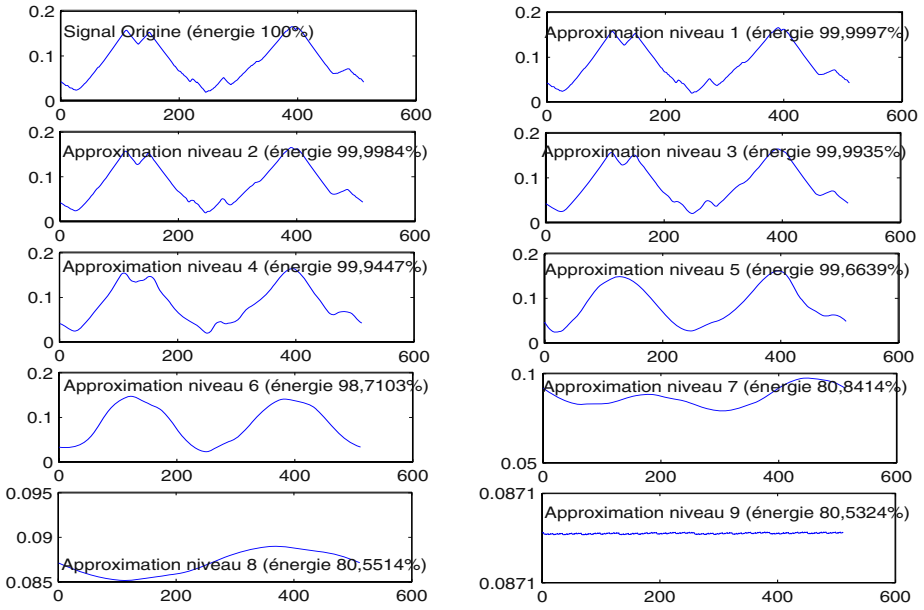 0.2
Signal Origine (énergie 100%)
0.1
0
0 200 400 600
0.2
Approximation niveau 1 (énergie 99,9997%)
0.1
0
0 200 400 600
0.2
Approximation niveau 2 (énergie 99,9984%)
0.1
0
0 200 400 600
0.2
Approximation niveau 3 (énergie 99,9935%)
0.1
0
0 200 400 600
0.2
Approximation niveau 4 (énergie 99,9447%)
0.1
0
0 200 400 600
0.2
Approximation niveau 5 (énergie 99,6639%)
0.1
0
0 200 400 600
0.2
Approximation niveau 6 (énergie 98,7103%)
0.1
0
0 200 400 600
0.1
Approximation niveau 7 (énergie 80,8414%)
0.05
0 200 400 600
0.095
0.09
Approximation niveau 8 (énergie 80,5514%)
0.085
0 200 400 600
0.0871
Approximation niveau 9 (énergie 80,5324%)
0.0871
0 200 400 600